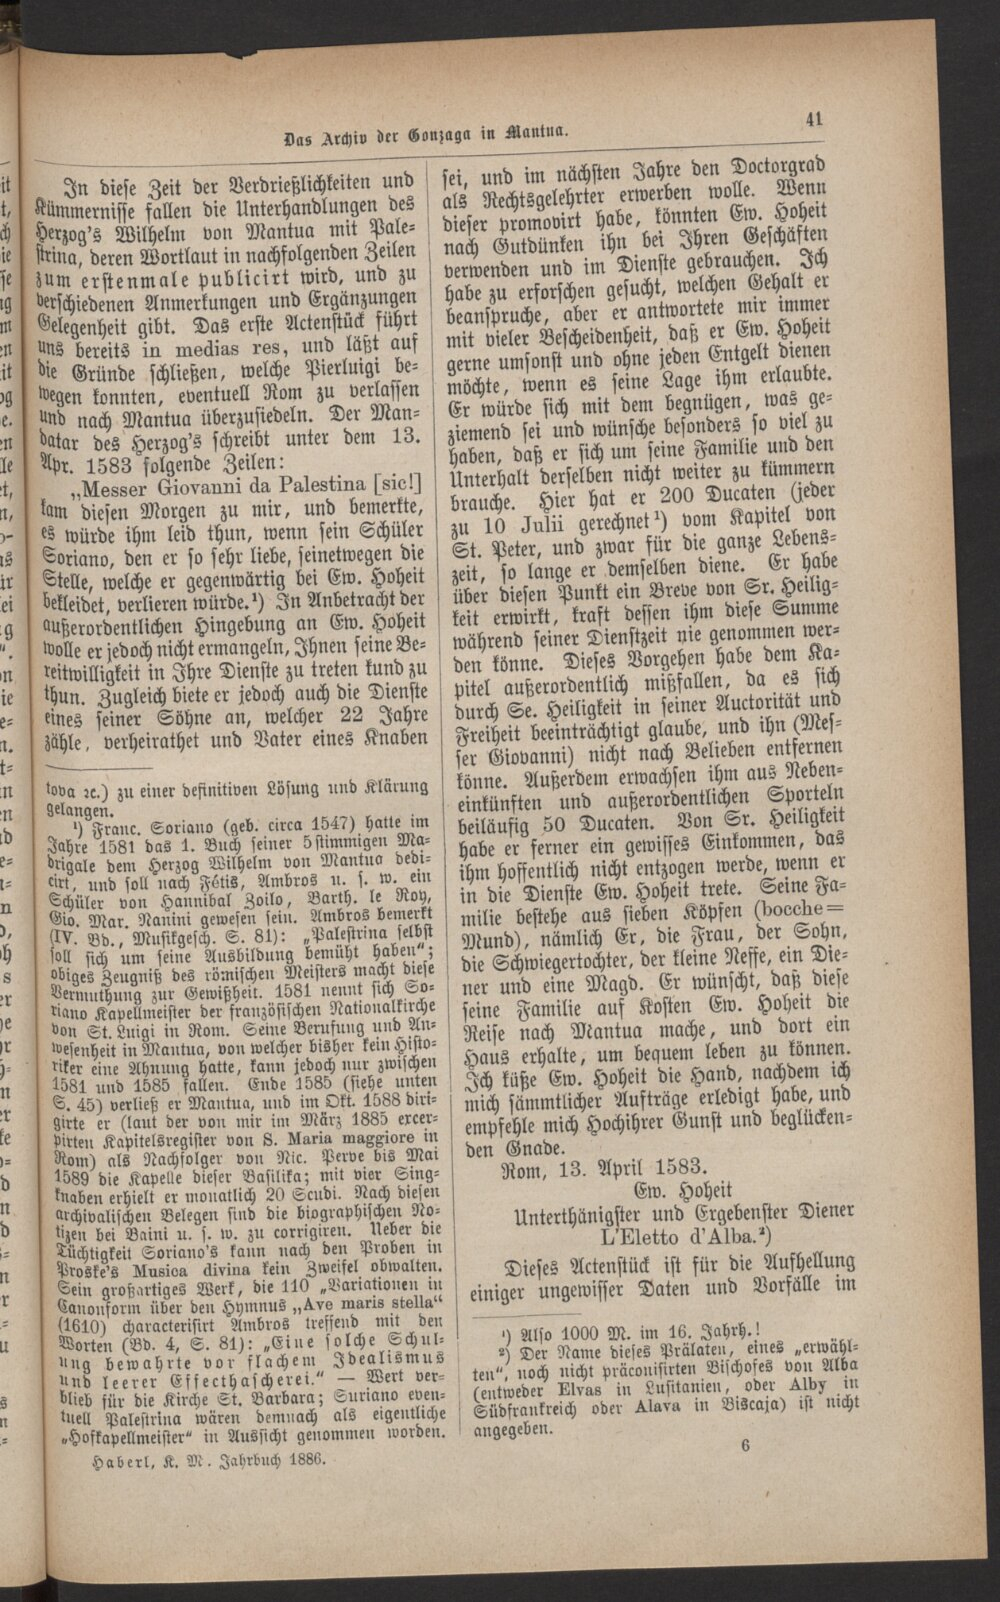 Das Archiv der Gonzaga in Mantua.
41
In diese Zeit der Verdrießlichkeiten und
Kümmernisse fallen die Unterhandlungen des
Herzog's Wilhelm von Mantua mit Pale-
strina, deren Wortlaut in nachfolgenden Zeilen
zum erstenmale publicirt wird, und zu
verschiedenen Anmerkungen und Ergänzungen
Gelegenheit gibt. Das erste Actenstück führt
uns bereits in medias res, und läßt auf
die Gründe schließen, welche Pierluigi be-
wegen konnten, eventuell Rom zu verlassen
und nach Mantua überzusiedeln. Der Man-
datar des Herzog's schreibt unter dem 13.
Apr. 1583 folgende Zeilen:
„Messer Giovanni da Palestina [sic!]
kam diesen Morgen zu mir, und bemerkte,
es würde ihm leid thun, wenn sein Schüler
Soriano, den er so sehr liebe, seinetwegen die
Stelle, welche er gegenwärtig bei Ew. Hoheit
bekleidet, verlieren würde.¹) In Anbetracht der
außerordentlichen Hingebung an Ew. Hoheit
wolle er jedoch nicht ermangeln, Ihnen seine Be-
reitwilligkeit in Ihre Dienste zu treten kund zu
thun. Zugleich biete er jedoch auch die Dienste
eines seiner Söhne an, welcher 22 Jahre
zähle, verheirathet und Vater eines Knaben
tova ꝛc.) zu einer definitiven Lösung und Klärung
gelangen.
¹) Franc. Soriano (geb. circa 1547) hatte im
Jahre 1581 das 1. Buch seiner 5stimmigen Ma-
drigale dem Herzog Wilhelm von Mantua dedi-
cirt, und soll nach Fétis, Ambros u. s. w. ein
Schüler von Hannibal Zoilo, Barth. le Roy,
Gio. Mar. Nanini gewesen sein. Ambros bemerkt
(IV. Bd., Musikgesch. S. 81): „Palestrina selbst
soll sich um seine Ausbildung bemüht haben";
obiges Zeugniß des römischen Meisters macht diese
Vermuthung zur Gewißheit. 1581 nennt sich So-
riano Kapellmeister der französischen Nationalkirche
von St. Luigi in Rom. Seine Berufung und An-
wesenheit in Mantua, von welcher bisher kein Histo-
riker eine Ahnung hatte, kann jedoch nur zwischen
1581 und 1585 fallen. Ende 1585 (siehe unten
S. 45) verließ er Mantua, und im Okt. 1588 diri-
girte er (laut der von mir im März 1885 excer-
pirten Kapitelsregister von S. Maria maggiore in
Rom) als Nachfolger von Nic. Perve bis Mai
1589 die Kapelle dieser Basilika; mit vier Sing-
knaben erhielt er monatlich 20 Scudi. Nach diesen
archivalischen Belegen sind die biographischen No-
tizen bei Baini u. s. w. zu corrigiren. Ueber die
Tüchtigkeit Soriano's kann nach den Proben in
Proske's Musica divina kein Zweifel obwalten.
Sein großartiges Werk, die 110 „Variationen in
Canonform über den Hymnus „Ave maris stella"
(1610) characterisirt Ambros treffend mit den
Worten (Bd. 4, S. 81): „Eine solche Schul-
ung bewahrte vor flachem Idealismus
und leerer Effecthascherei." — Wert ver-
blieb für die Kirche St. Barbara; Suriano even-
tuell Palestrina wären demnach als eigentliche
„Hofkapellmeister" in Aussicht genommen worden.
Haberl, K. M. Jahrbuch 1886.
sei, und im nächsten Jahre den Doctorgrad
als Rechtsgelehrter erwerben wolle. Wenn
dieser promovirt habe, könnten Ew. Hoheit
nach Gutdünken ihn bei Ihren Geschäften
verwenden und im Dienste gebrauchen. Ich
habe zu erforschen gesucht, welchen Gehalt er
beanspruche, aber er antwortete mir immer
mit vieler Bescheidenheit, daß er Ew. Hoheit
gerne umsonst und ohne jeden Entgelt dienen
möchte, wenn es seine Lage ihm erlaubte.
Er würde sich mit dem begnügen, was ge-
ziemend sei und wünsche besonders so viel zu
haben, daß er sich um seine Familie und den
Unterhalt derselben nicht weiter zu kümmern
brauche. Hier hat er 200 Ducaten (jeder
zu 10 Julii gerechnet¹) vom Kapitel von
St. Peter, und zwar für die ganze Lebens-
zeit, so lange er demselben diene. Er habe
über diesen Punkt ein Breve von Sr. Heilig-
keit erwirkt, kraft dessen ihm diese Summe
während seiner Dienstzeit nie genommen wer-
den könne. Dieses Vorgehen habe dem Ka-
pitel außerordentlich mißfallen, da es sich
durch Se. Heiligkeit in seiner Auctorität und
Freiheit beeinträchtigt glaube, und ihn (Mes-
ser Giovanni) nicht nach Belieben entfernen
könne. Außerdem erwachsen ihm aus Neben-
einkünften und außerordentlichen Sporteln
beiläufig 50 Ducaten. Von Sr. Heiligkeit
habe er ferner ein gewisses Einkommen, das
ihm hoffentlich nicht entzogen werde, wenn er
in die Dienste Ew. Hoheit trete. Seine Fa-
milie bestehe aus sieben Köpfen (bocche=
Mund), nämlich Er, die Frau, der Sohn,
die Schwiegertochter, der kleine Neffe, ein Die-
ner und eine Magd. Er wünscht, daß diese
seine Familie auf Kosten Ew. Hoheit die
Reise nach Mantua mache, und dort ein
Haus erhalte, um bequem leben zu können.
Ich küße Ew. Hoheit die Hand, nachdem ich
mich sämmtlicher Aufträge erledigt habe, und
empfehle mich Hochihrer Gunst und beglücken-
den Gnade.
Rom, 13. April 1583.
Ew. Hoheit
Unterthänigster und Ergebenster Diener
L'Eletto d'Alba.²)
Dieses Actenstück ist für die Aufhellung
einiger ungewisser Daten und Vorfälle im
¹) Also 1000 M. im 16. Jahrh.!
²) Der Name dieses Prälaten, eines „erwähl-
ten", noch nicht präconisirten Bischofes von Alba
(entweder Elvas in Lusitanien, oder Alby in
Südfrankreich oder Alava in Biscaja) ist nicht
angegeben.
6